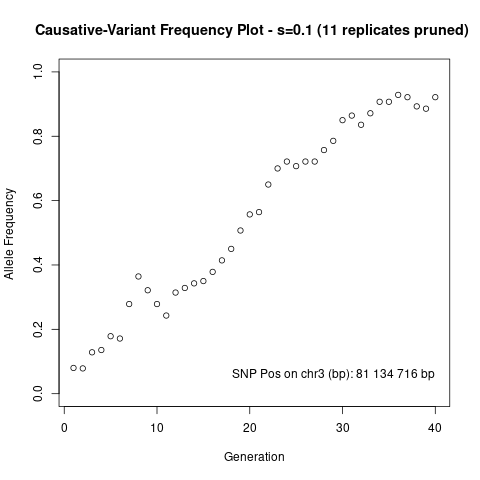 Causative-Variant Frequency Plot - s=0.1 (11 replicates pruned)
1.0
0.8
0.6
0.4
0.2
0.0
Allele Frequency
SNP Pos on chr3 (bp): 81 134 716 bp
0 10 20 30 40
Generation